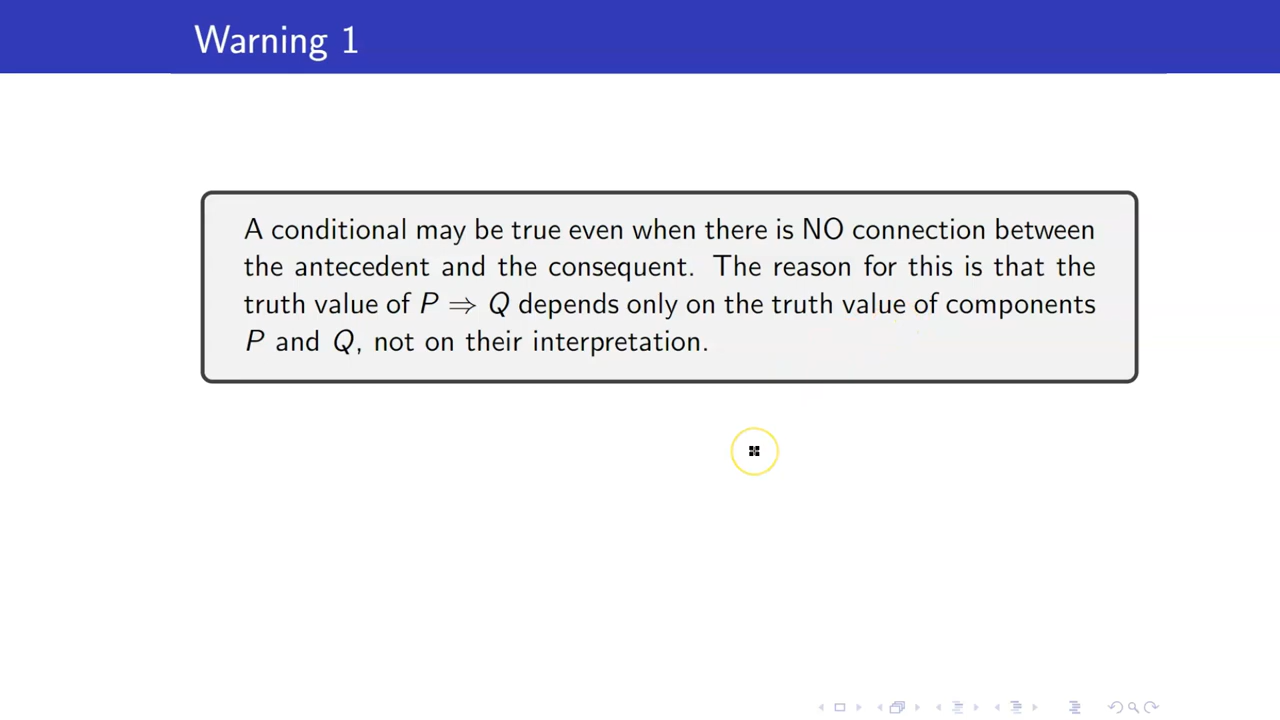 Warning 1
A conditional may be true even when there is NO connection between
the antecedent and the consequent. The reason for this is that the
truth value of P ⇒ Q depends only on the truth value of components
P and Q, not on their interpretation.